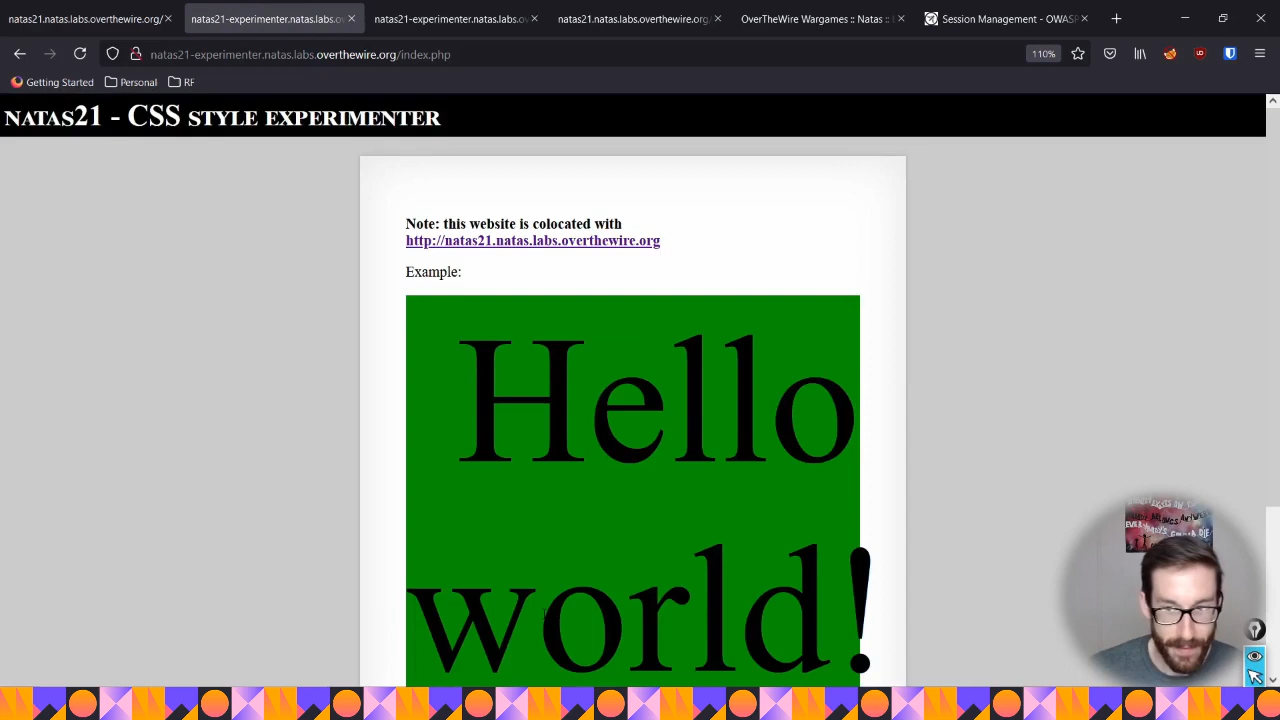 natas21.natas.labs.overthewire.org/
natas21-experimenter.natas.labs.o
natas21-experimenter.natas.labs.ov
natas21.natas.labs.overthewire.org/
OverTheWire Wargames :: Natas :: L
Session Management - OWASP
natas21-experimenter.natas.labs.overthewire.org/index.php
110%
Getting Started
Personal
RF
natas21 - CSS style experimenter
Note: this website is colocated with
http://natas21.natas.labs.overthewire.org
Example:
Hello
world!